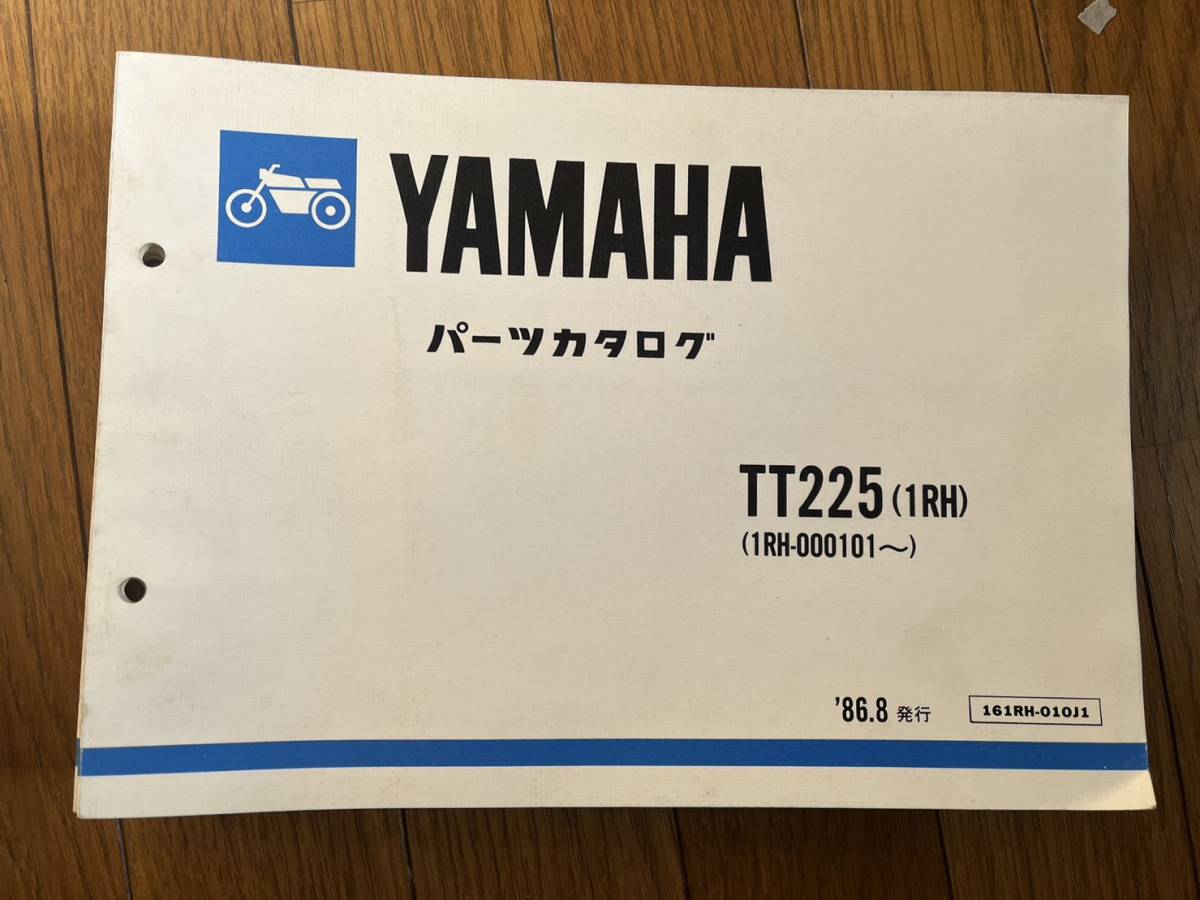 YAMAHA
パーツカタログ
TT225(1RH)
(1RH-000101～)
'86.8 発行
161RH-010J1